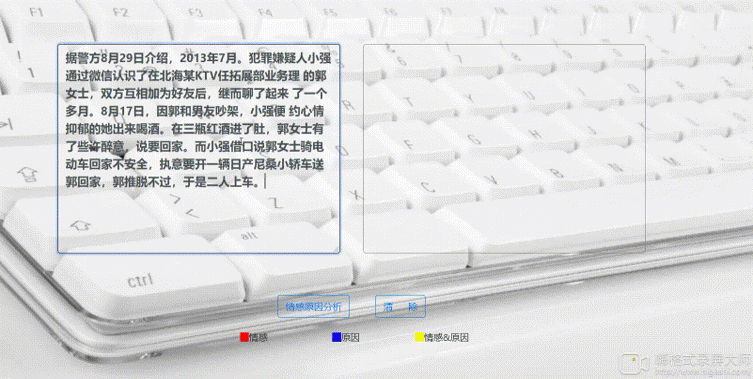 F1
F2
F3
F4
F5
F6
F7
F8
据警方8月29日介绍，2013年7月。犯罪嫌疑人小强
通过微信认识了在北海某KTV任拓展部业务理 的郭
女士，双方互相加为好友后，继而聊了起来 了一个
多月。8月17日，因郭和男友吵架，小强便 约心情
抑郁的她出来喝酒。在三瓶红酒进了肚，郭女士有
了些许醉意，说要回家。而小强借口说郭女士骑电
动车回家不安全，执意要开一辆日产尼桑小轿车送
郭回家，郭推脱不过，于是二人上车。
Z
X
C
V
B
alt
ctrl
情感原因分析
清 除
情感
原因
情感&原因